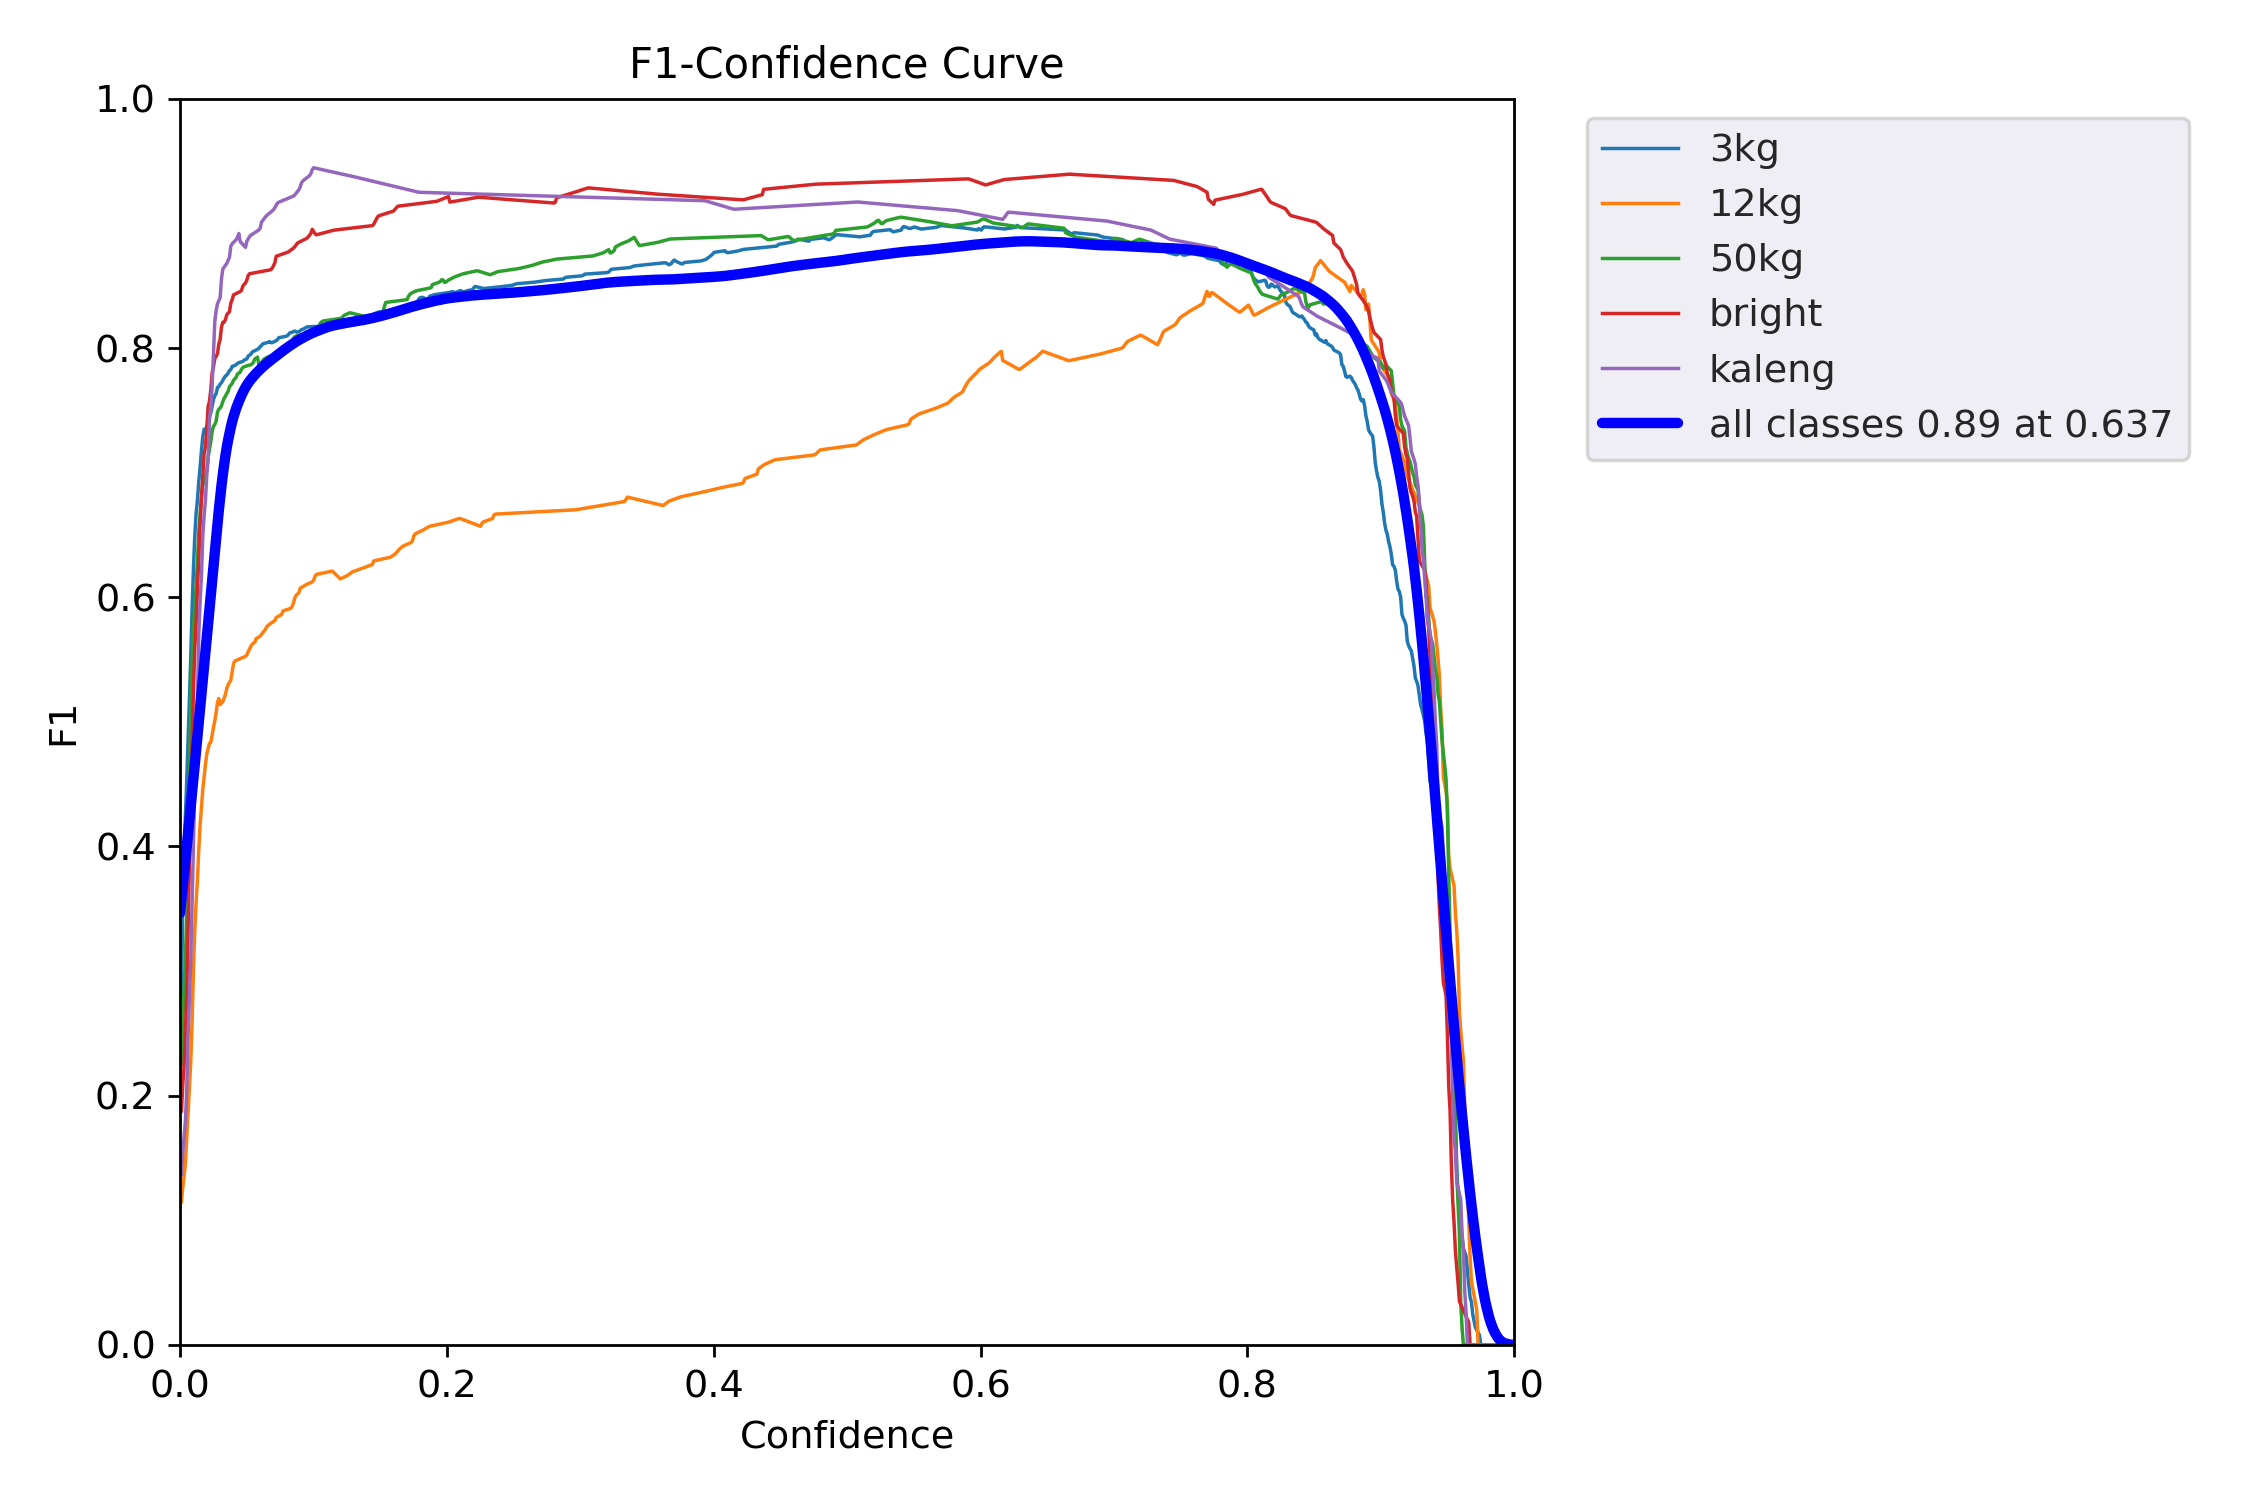 F1-Confidence Curve
1.0
0.8
0.6
0.4
0.2
0.0
F1
0.0 0.2 0.4 0.6 0.8 1.0
Confidence
3kg
12kg
50kg
bright
kaleng
all classes 0.89 at 0.637